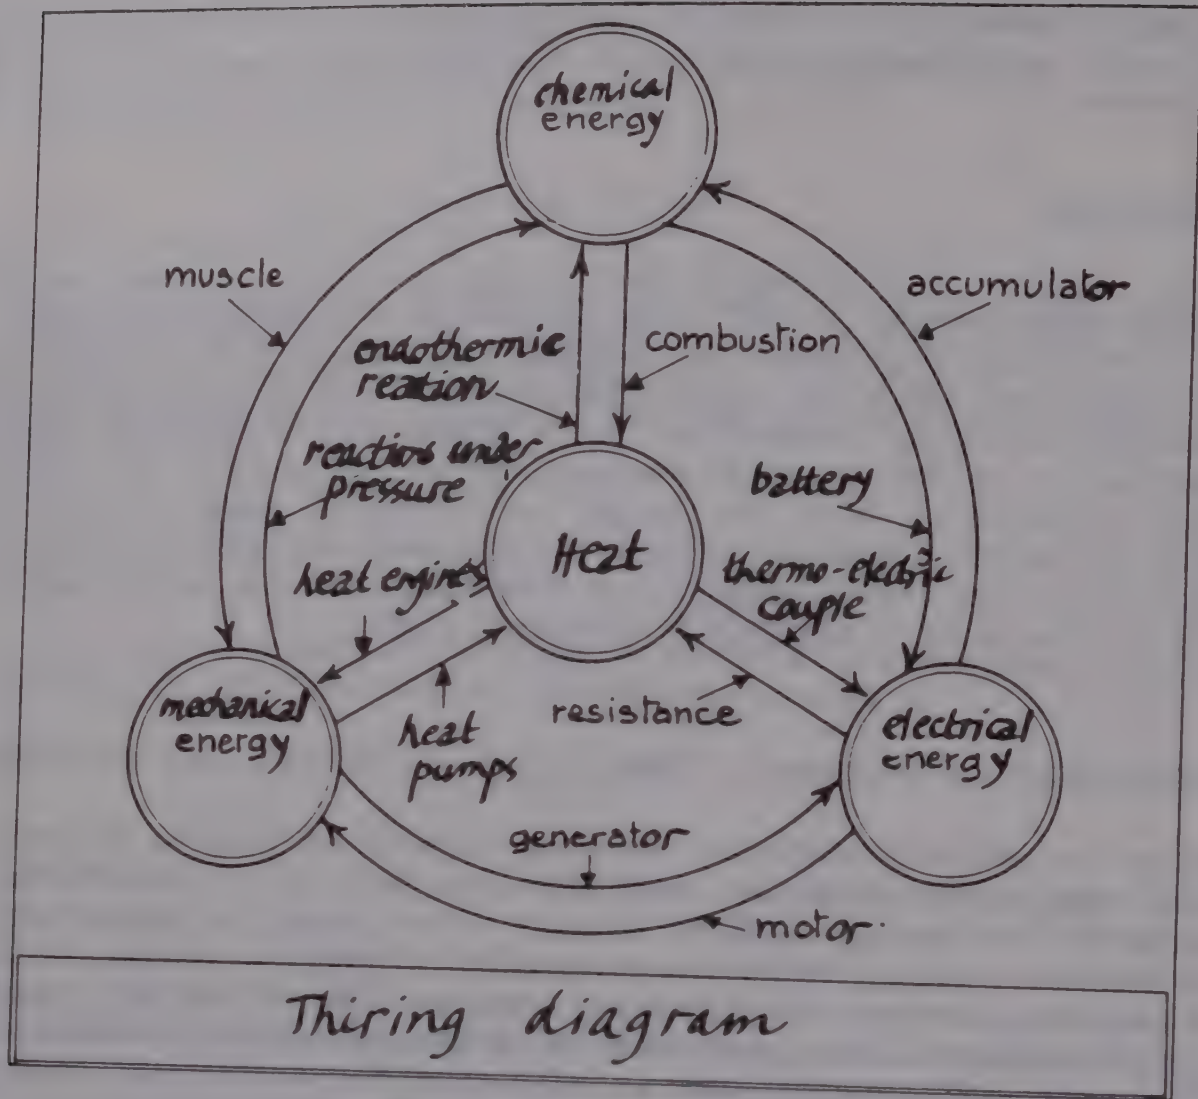 chemical
energy
muscle
accumulator
endothermic
reation
combustion
reactions under
pressure
battery
heat engines
Heat
thermo-electric
couple
mechanical
energy
heat
pumps
resistance
electrical
energy
generator
motor
Thiring diagram